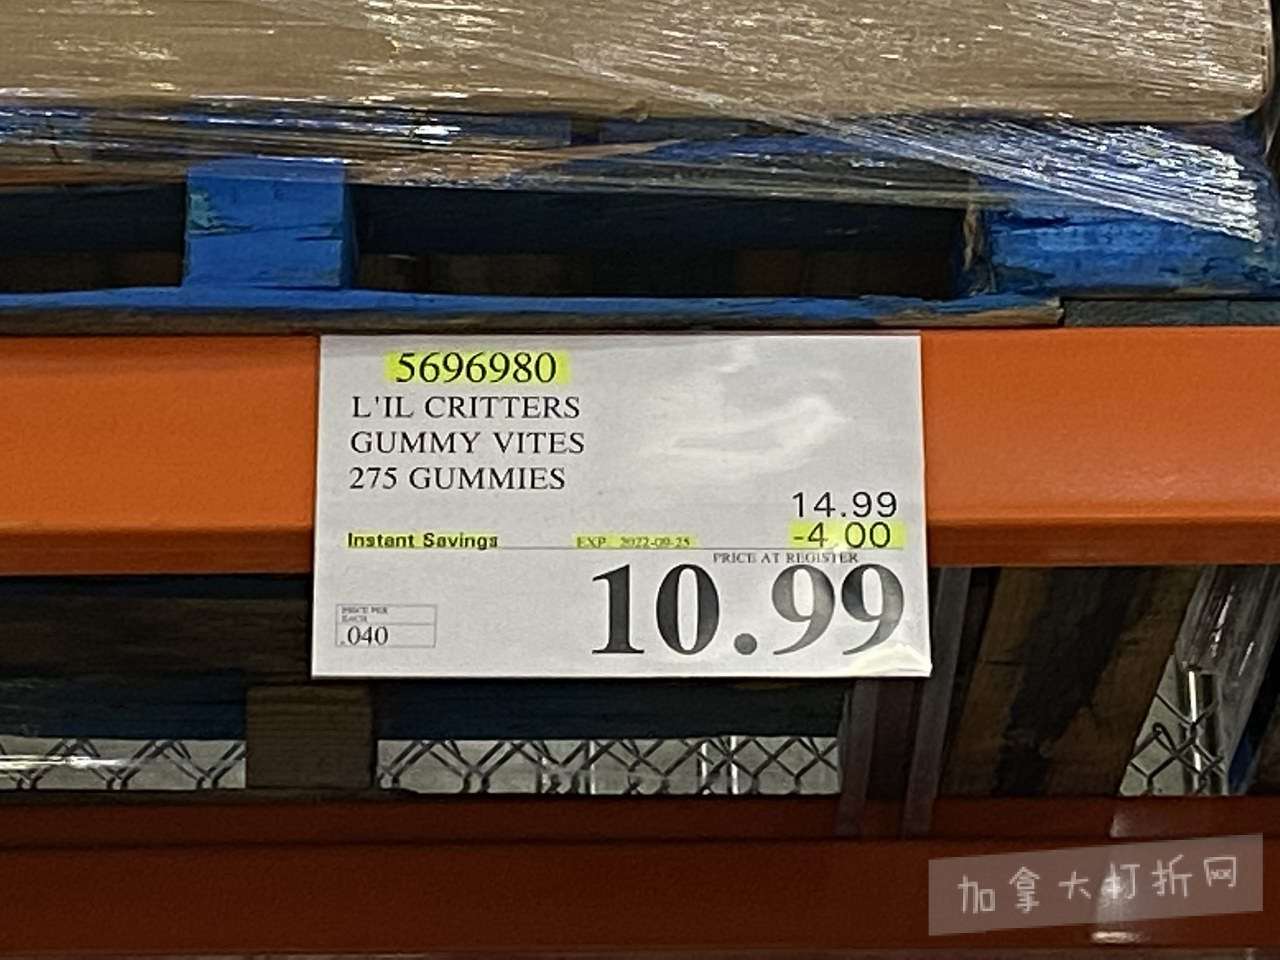 5696980
L'IL CRITTERS
GUMMY VITES
275 GUMMIES
14.99
Instant Savings EXP. 2022-09-25 -4.00
PRICE AT REGISTER
10.99
PRICE PER
EACH
.040
加拿大打折网